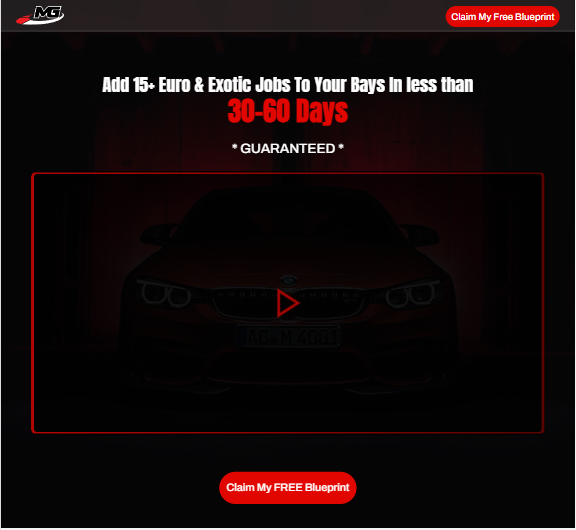 MG
Claim My Free Blueprint
Add 15+ Euro & Exotic Jobs To Your Bays In less than
30-60 Days
* GUARANTEED *
Claim My FREE Blueprint